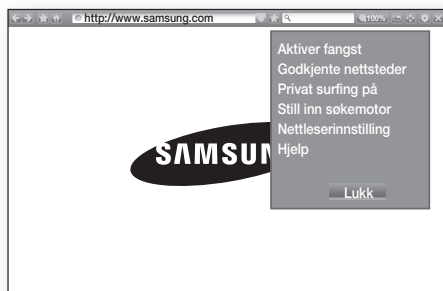 http://www.samsung.com
100%
Aktiver fangst
Godkjente nettsteder
Privat surfing på
Still inn søkemotor
Nettleserinnstilling
Hjelp
SAMSUN
Lukk